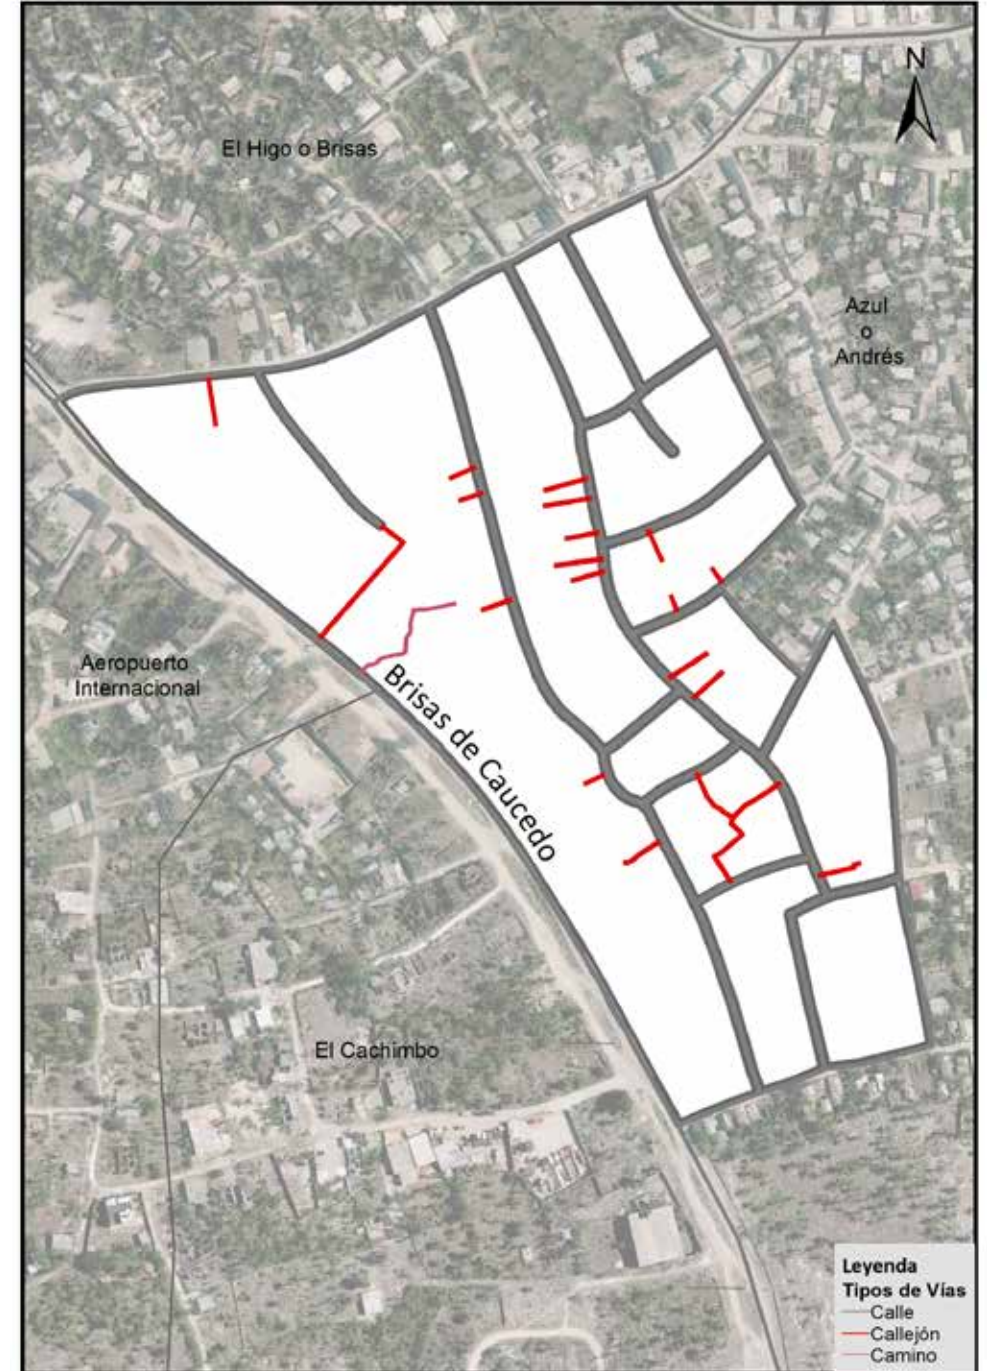 N
El Higo o Brisas
Azul
o
Andrés
Aeropuerto
Internacional
Brisas de Caucedo
El Cachimbo
Leyenda
Tipos de Vías
Calle
Callejón
Camino